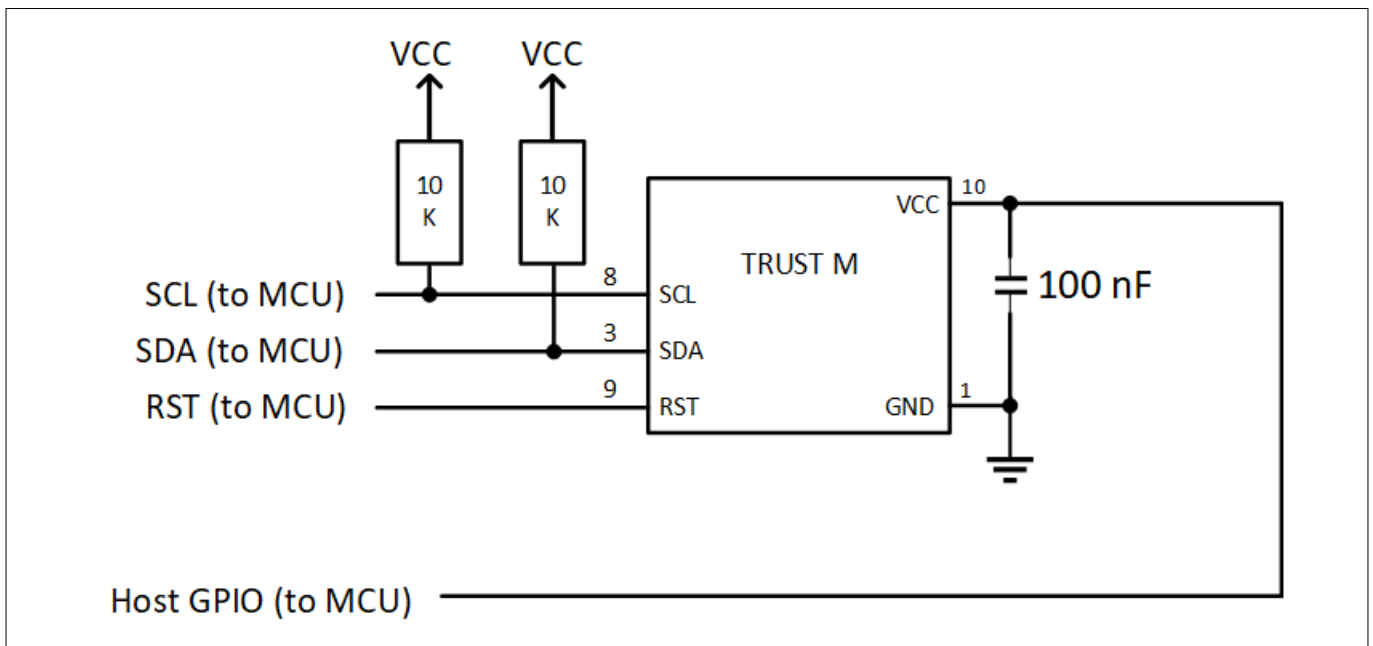 VCC VCC
10 K
10 K
VCC 10
TRUST M
100 nF
SCL (to MCU) 8 SCL
SDA (to MCU) 3 SDA
RST (to MCU) 9 RST
GND 1
Host GPIO (to MCU)